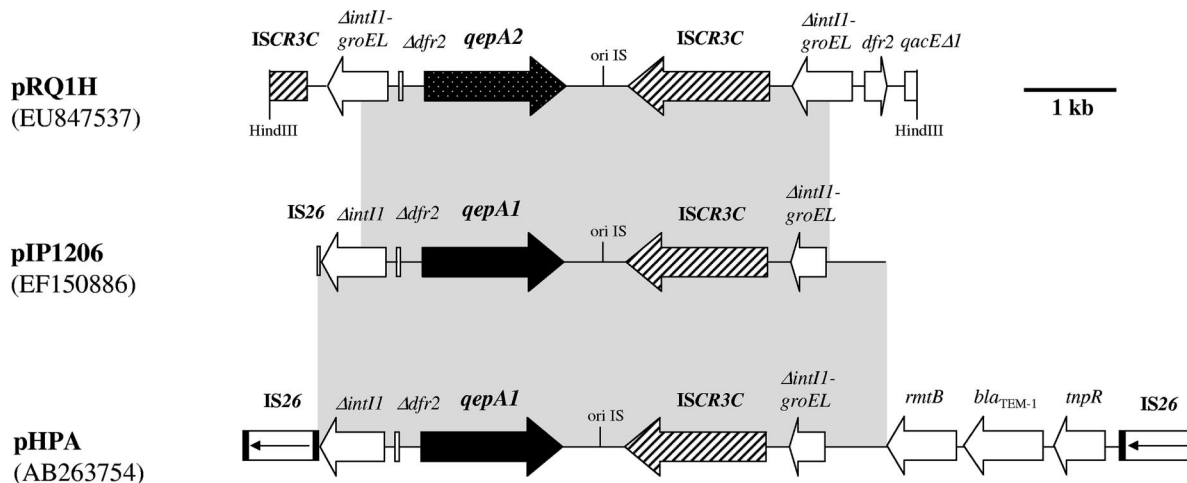 ΔintI1-
groEL
ISCR3C
Δdfr2
qepA2
ori IS
ISCR3C
ΔintI1-
groEL
dfr2
qacEΔ1
pRQ1H
(EU847537)
HindIII
HindIII
1 kb
IS26
ΔintI1
Δdfr2
qepA1
ori IS
ISCR3C
ΔintI1-
groEL
pIP1206
(EF150886)
IS26
ΔintI1
Δdfr2
qepA1
ori IS
ISCR3C
ΔintI1-
groEL
rmtB
blaTEM-1
tnpR
IS26
pHPA
(AB263754)